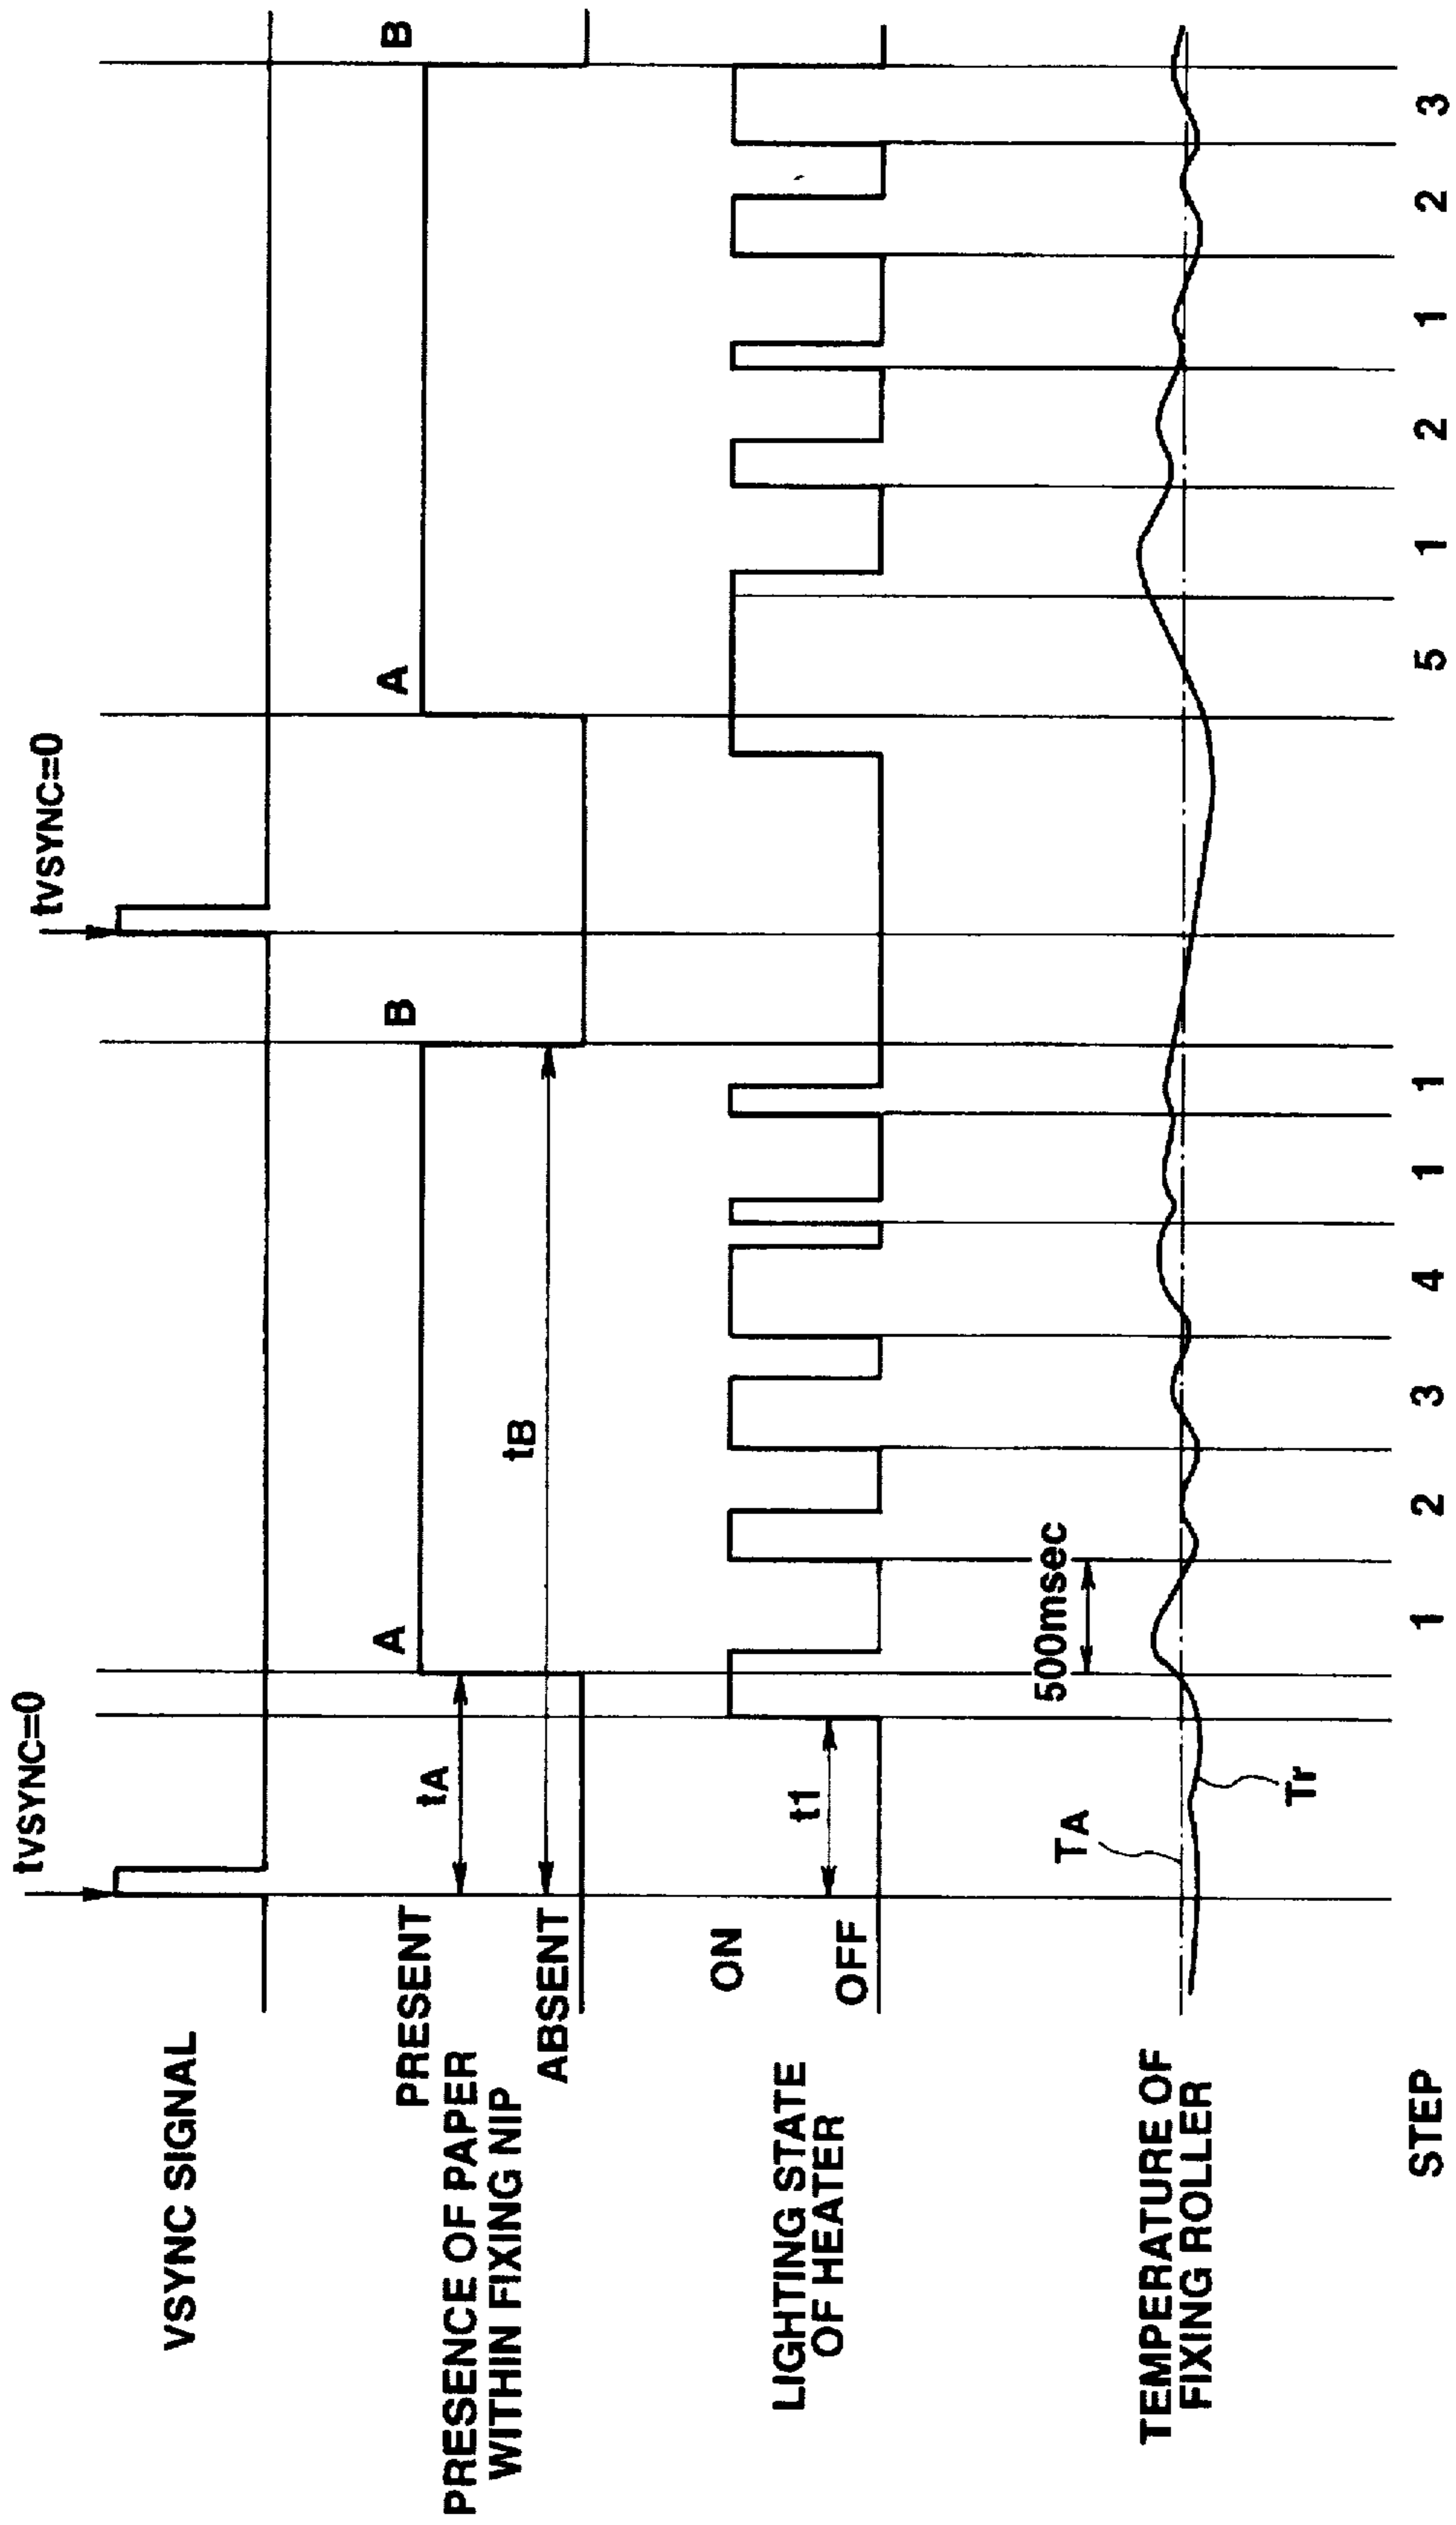 tVSYNC=0
tVSYNC=0
VSYNC SIGNAL
PRESENT
A
B
A
B
PRESENCE OF PAPER
WITHIN FIXING NIP
tA
tB
ABSENT
ON
LIGHTING STATE
OF HEATER
t1
OFF
500msec
TA
TEMPERATURE OF
FIXING ROLLER
Tr
STEP
1
2
3
4
1
1
5
1
2
1
2
3